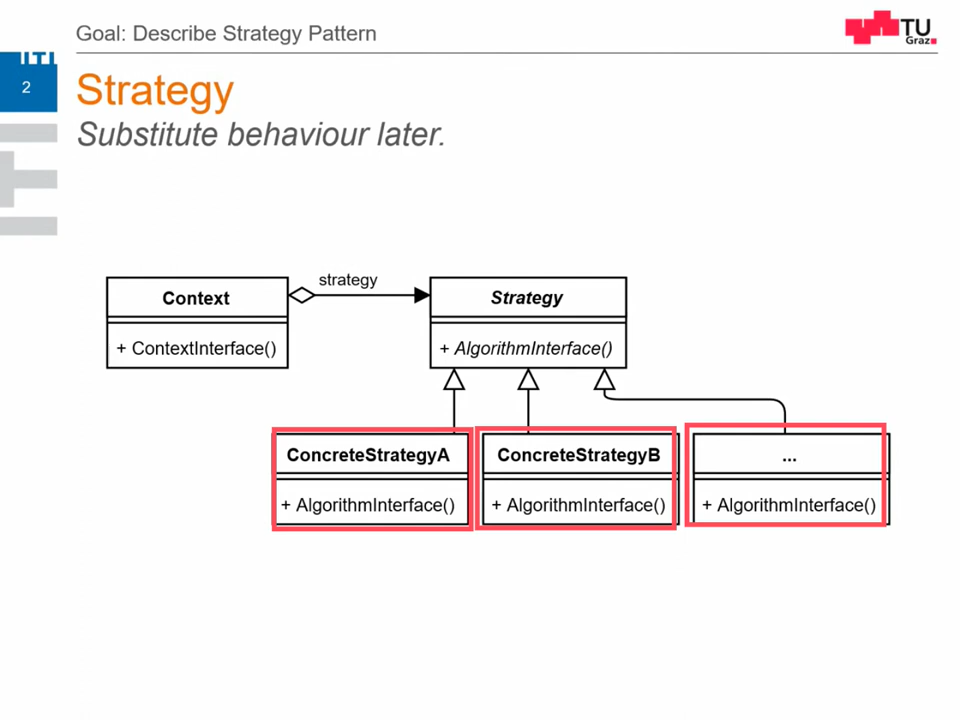 Goal: Describe Strategy Pattern
TU
Graz
2
Strategy
Substitute behaviour later.
strategy
Context
+ ContextInterface()
Strategy
+ AlgorithmInterface()
ConcreteStrategyA
+ AlgorithmInterface()
ConcreteStrategyB
+ AlgorithmInterface()
...
+ AlgorithmInterface()